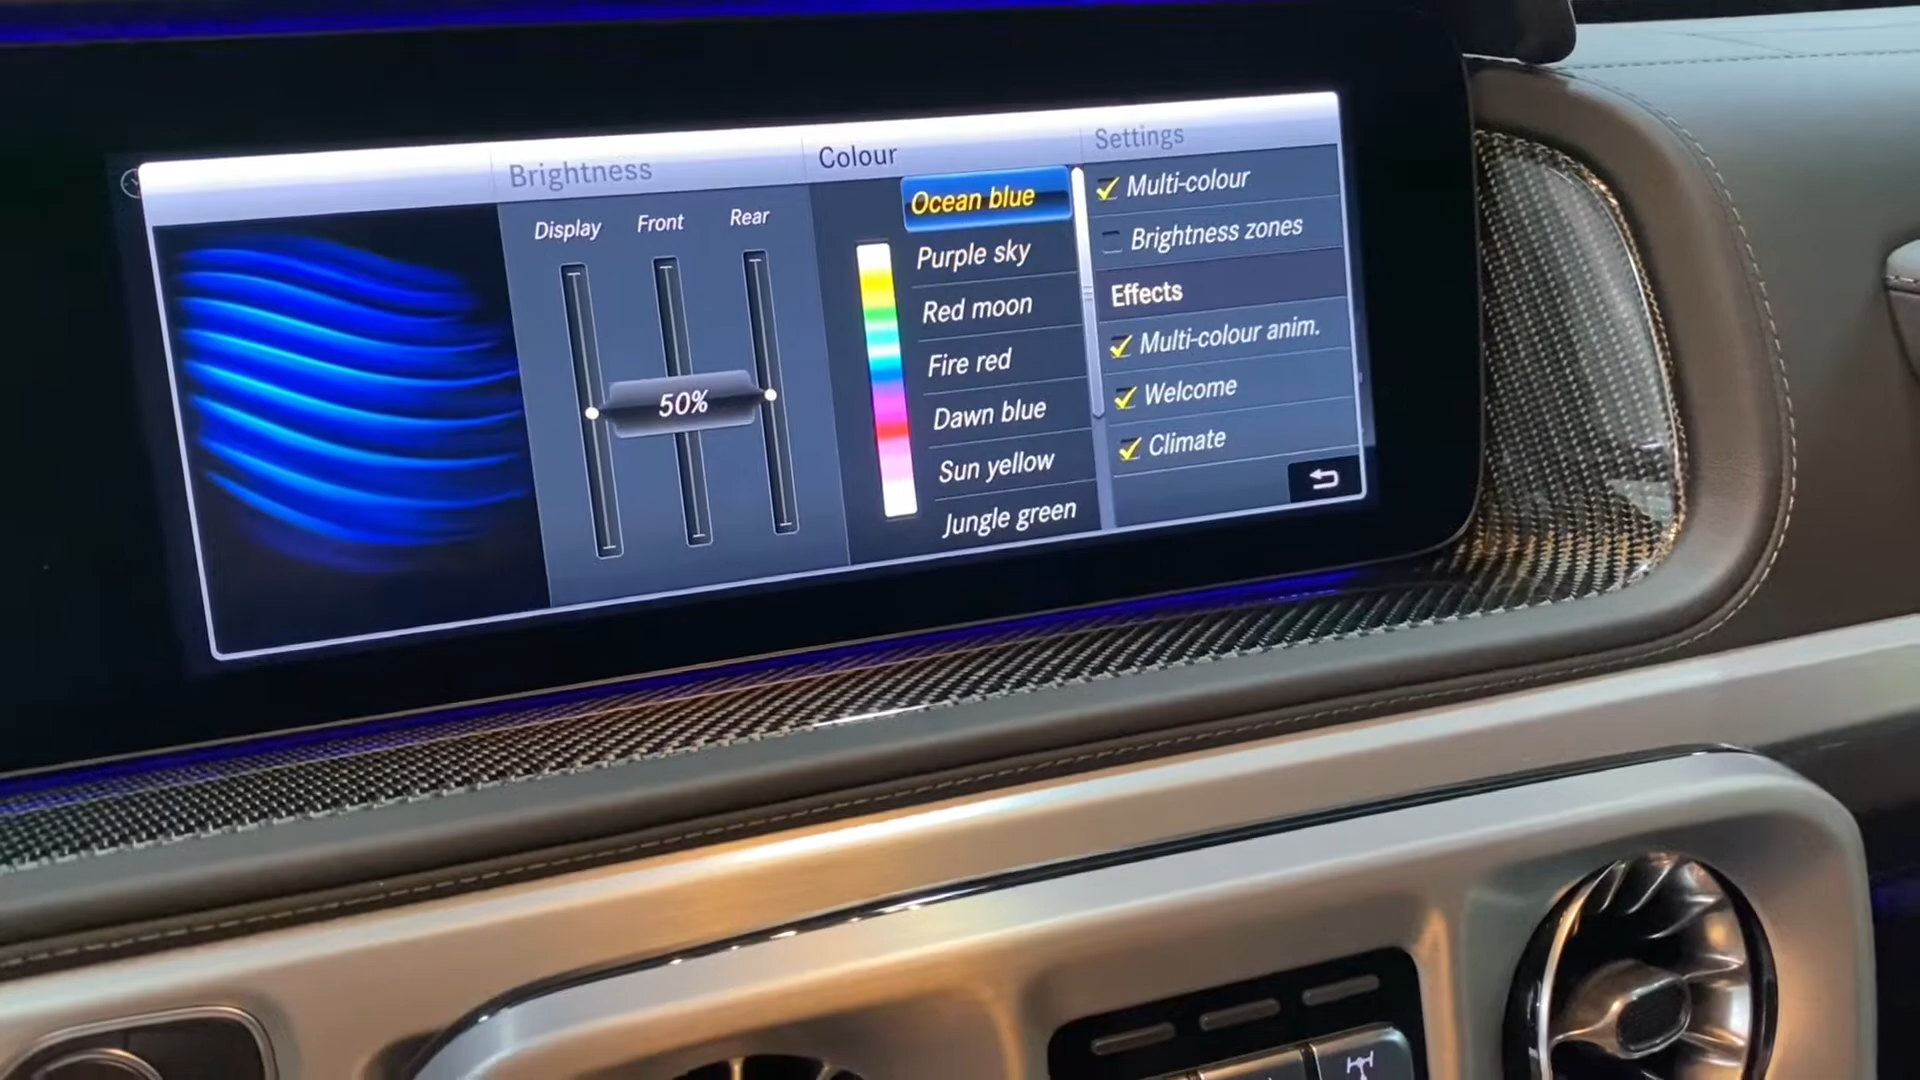 Brightness
Display
Front
Rear
50%
Colour
Ocean blue
Purple sky
Red moon
Fire red
Dawn blue
Sun yellow
Jungle green
Settings
Multi-colour
Brightness zones
Effects
Multi-colour anim.
Welcome
Climate